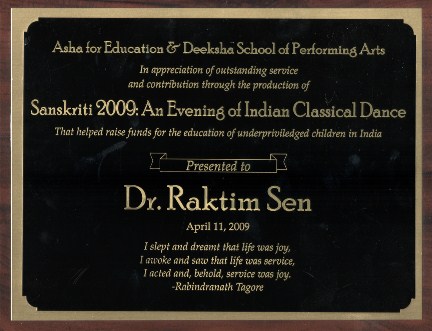 Asha for Education & Deeksha School of Performing Arts
In appreciation of outstanding service
and contribution through the production of
Sanskriti 2009: An Evening of Indian Classical Dance
That helped raise funds for the education of underpriviledged children in India
Presented to
Dr. Raktim Sen
April 11, 2009
I slept and dreamt that life was joy,
I awoke and saw that life was service,
I acted and, behold, service was joy.
-Rabindranath Tagore